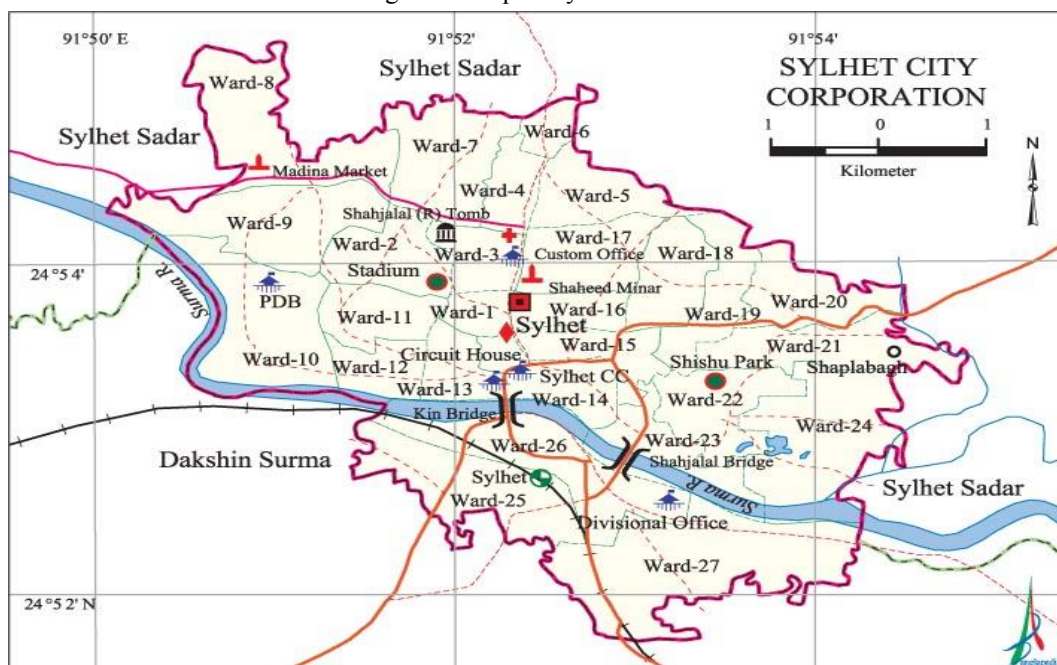 91°50' E
91°52'
91°54'
Sylhet Sadar
SYLHET CITY
CORPORATION
1 0 1
Kilometer
N
Ward-8
Sylhet Sadar
Ward-7
Ward-6
Madina Market
Ward-4
Ward-5
Ward-9
Shahjalal (R) Tomb
Ward-2
Ward-3
Ward-17
Custom Office
Ward-18
24°54'
Surma R.
PDB
Stadium
Shaheed Minar
Ward-20
Ward-11
Ward-1
Ward-16
Ward-19
Sylhet
Ward-10
Ward-12
Circuit House
Ward-15
Shishu Park
Ward-21
Shaplabagh
Ward-13
Sylhet CC
Ward-14
Ward-22
Kin Bridge
Ward-24
Ward-26
Ward-23
Shahjalal Bridge
Dakshin Surma
Sylhet
Surma R.
Sylhet Sadar
Ward-25
Divisional Office
Ward-27
24°52' N